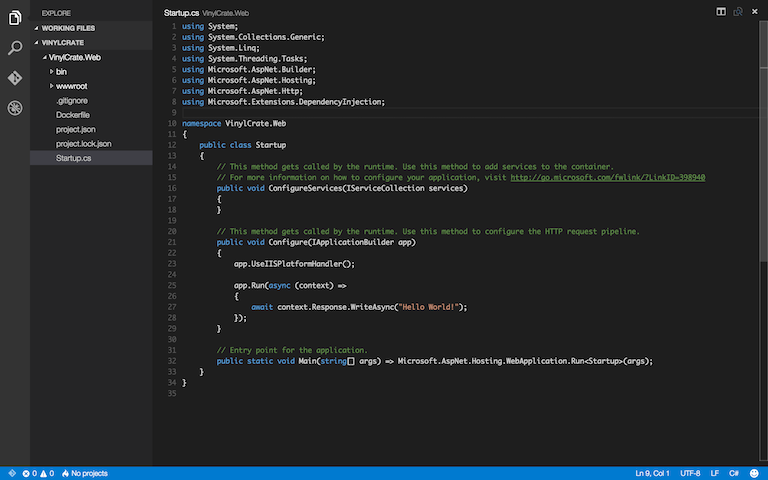 EXPLORE
WORKING FILES
VINYLCRATE
VinylCrate.Web
bin
wwwroot
.gitignore
Dockerfile
project.json
project.lock.json
Startup.cs
Startup.cs VinylCrate.Web
1 using System;
2 using System.Collections.Generic;
3 using System.Linq;
4 using System.Threading.Tasks;
5 using Microsoft.AspNet.Builder;
6 using Microsoft.AspNet.Hosting;
7 using Microsoft.AspNet.Http;
8 using Microsoft.Extensions.DependencyInjection;
9
10 namespace VinylCrate.Web
11 {
12     public class Startup
13     {
14         // This method gets called by the runtime. Use this method to add services to the container.
15         // For more information on how to configure your application, visit http://go.microsoft.com/fwlink/?LinkID=398940
16         public void ConfigureServices(IServiceCollection services)
17         {
18         }
19
20         // This method gets called by the runtime. Use this method to configure the HTTP request pipeline.
21         public void Configure(IApplicationBuilder app)
22         {
23             app.UseIISPlatformHandler();
24
25             app.Run(async (context) =>
26             {
27                 await context.Response.WriteAsync("Hello World!");
28             });
29         }
30
31         // Entry point for the application.
32         public static void Main(string[] args) => Microsoft.AspNet.Hosting.WebApplication.Run<Startup>(args);
33     }
34 }
35
0 0 No projects Ln 9, Col 1 UTF-8 LF C#